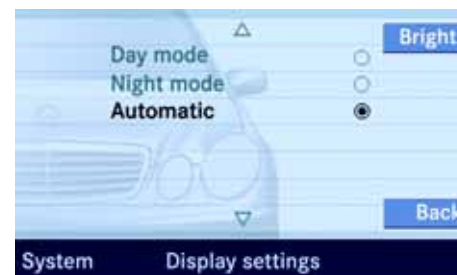 Bright
Day mode
Night mode
Automatic
Back
System Display settings